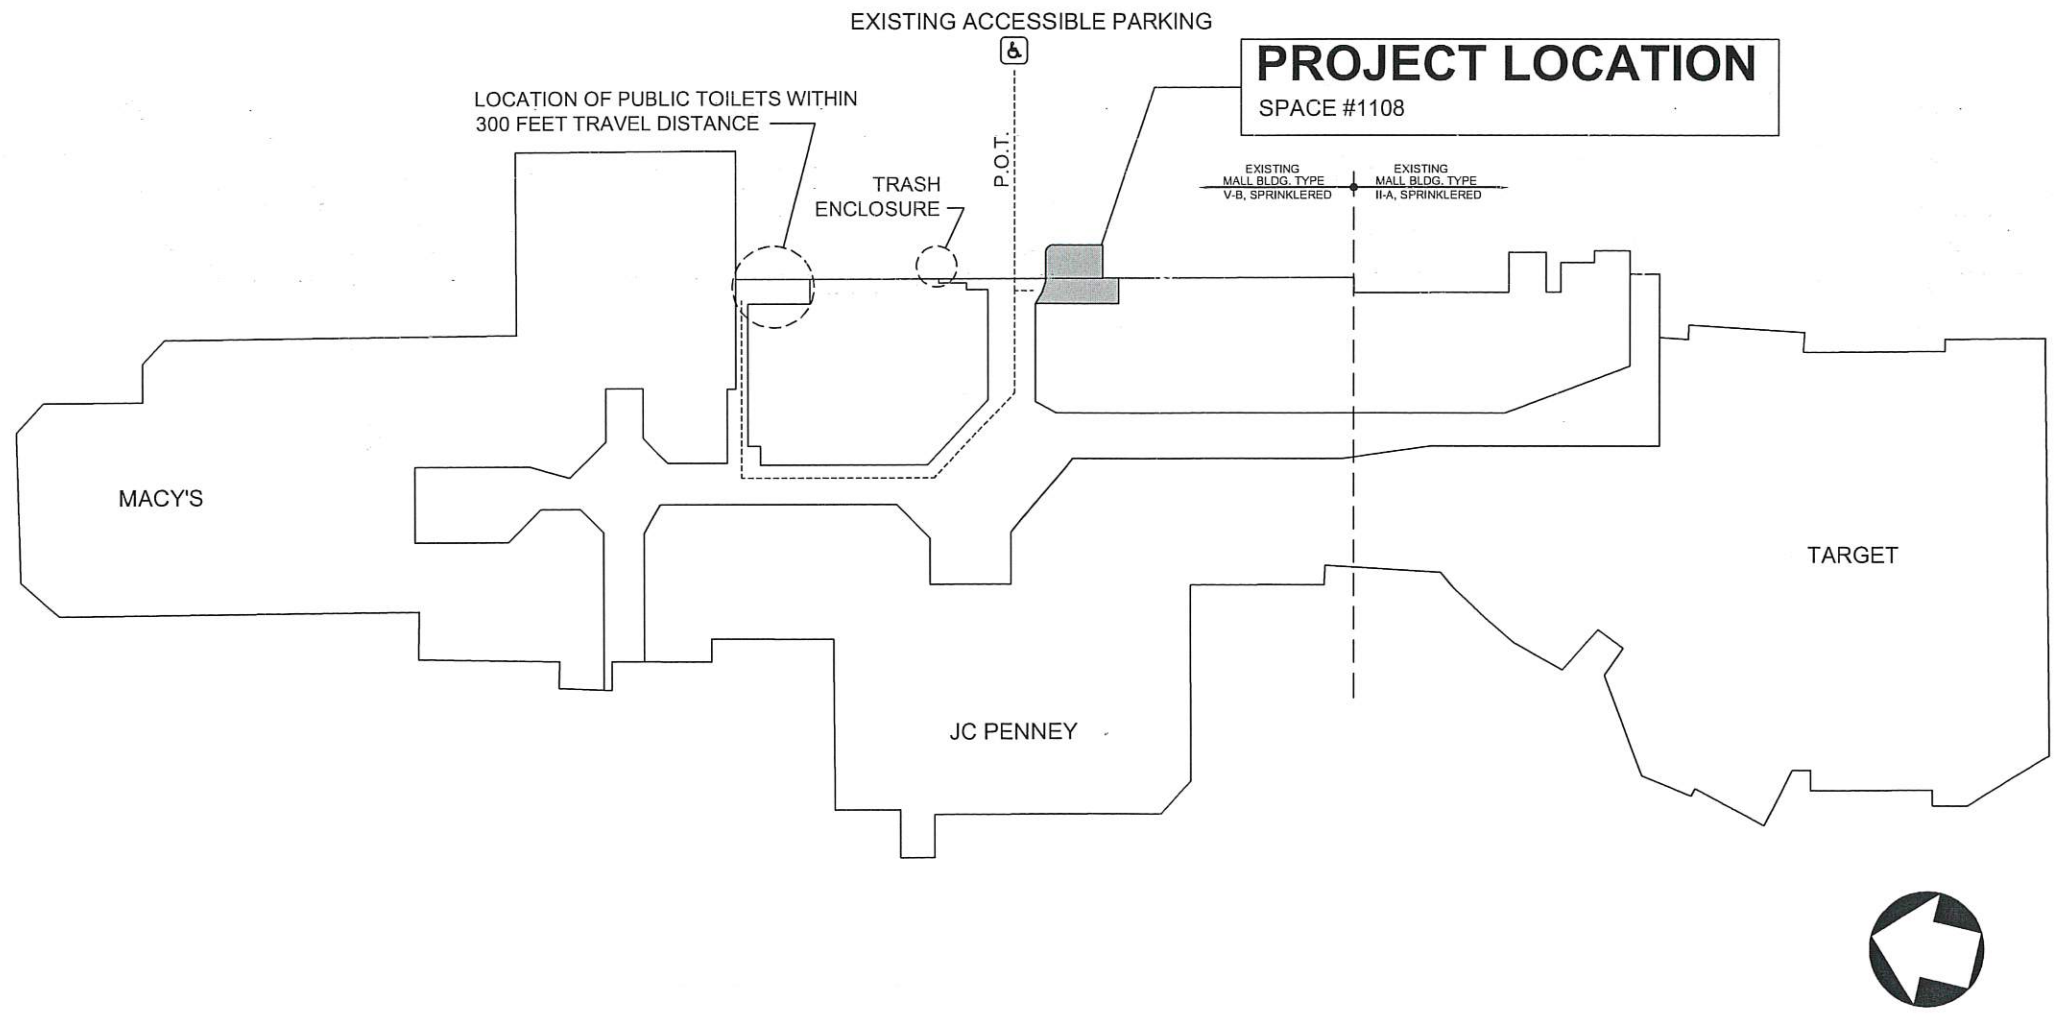 EXISTING ACCESSIBLE PARKING
PROJECT LOCATION
SPACE #1108
LOCATION OF PUBLIC TOILETS WITHIN
300 FEET TRAVEL DISTANCE
P.O.T.
TRASH
ENCLOSURE
EXISTING
MALL BLDG. TYPE
V-B, SPRINKLERED
EXISTING
MALL BLDG. TYPE
II-A, SPRINKLERED
MACY'S
TARGET
JC PENNEY